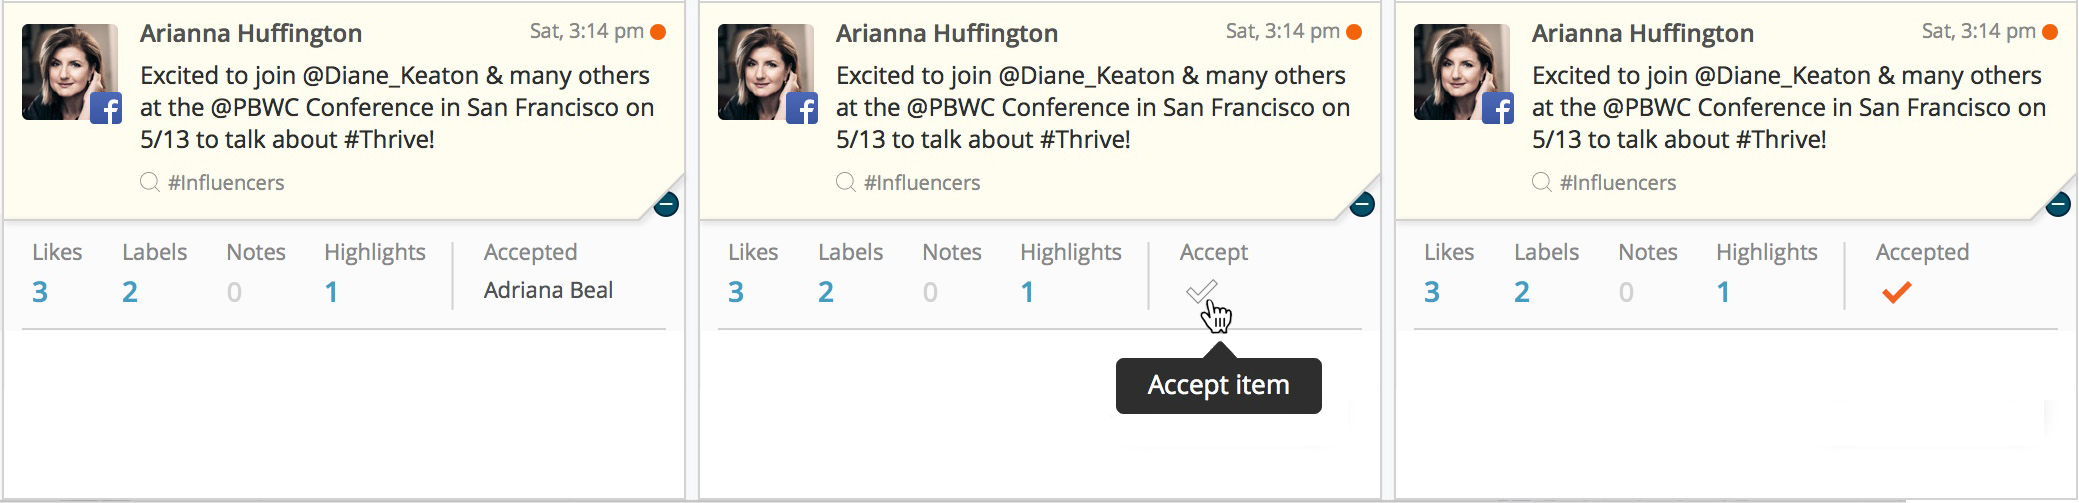 Arianna Huffington
Sat, 3:14 pm
Excited to join @Diane_Keaton & many others
at the @PBWC Conference in San Francisco on
5/13 to talk about #Thrive!
#Influencers
Likes Labels Notes Highlights Accepted
3 2 0 1 Adriana Beal
Arianna Huffington
Sat, 3:14 pm
Excited to join @Diane_Keaton & many others
at the @PBWC Conference in San Francisco on
5/13 to talk about #Thrive!
#Influencers
Likes Labels Notes Highlights Accept
3 2 0 1
Accept item
Arianna Huffington
Sat, 3:14 pm
Excited to join @Diane_Keaton & many others
at the @PBWC Conference in San Francisco on
5/13 to talk about #Thrive!
#Influencers
Likes Labels Notes Highlights Accepted
3 2 0 1